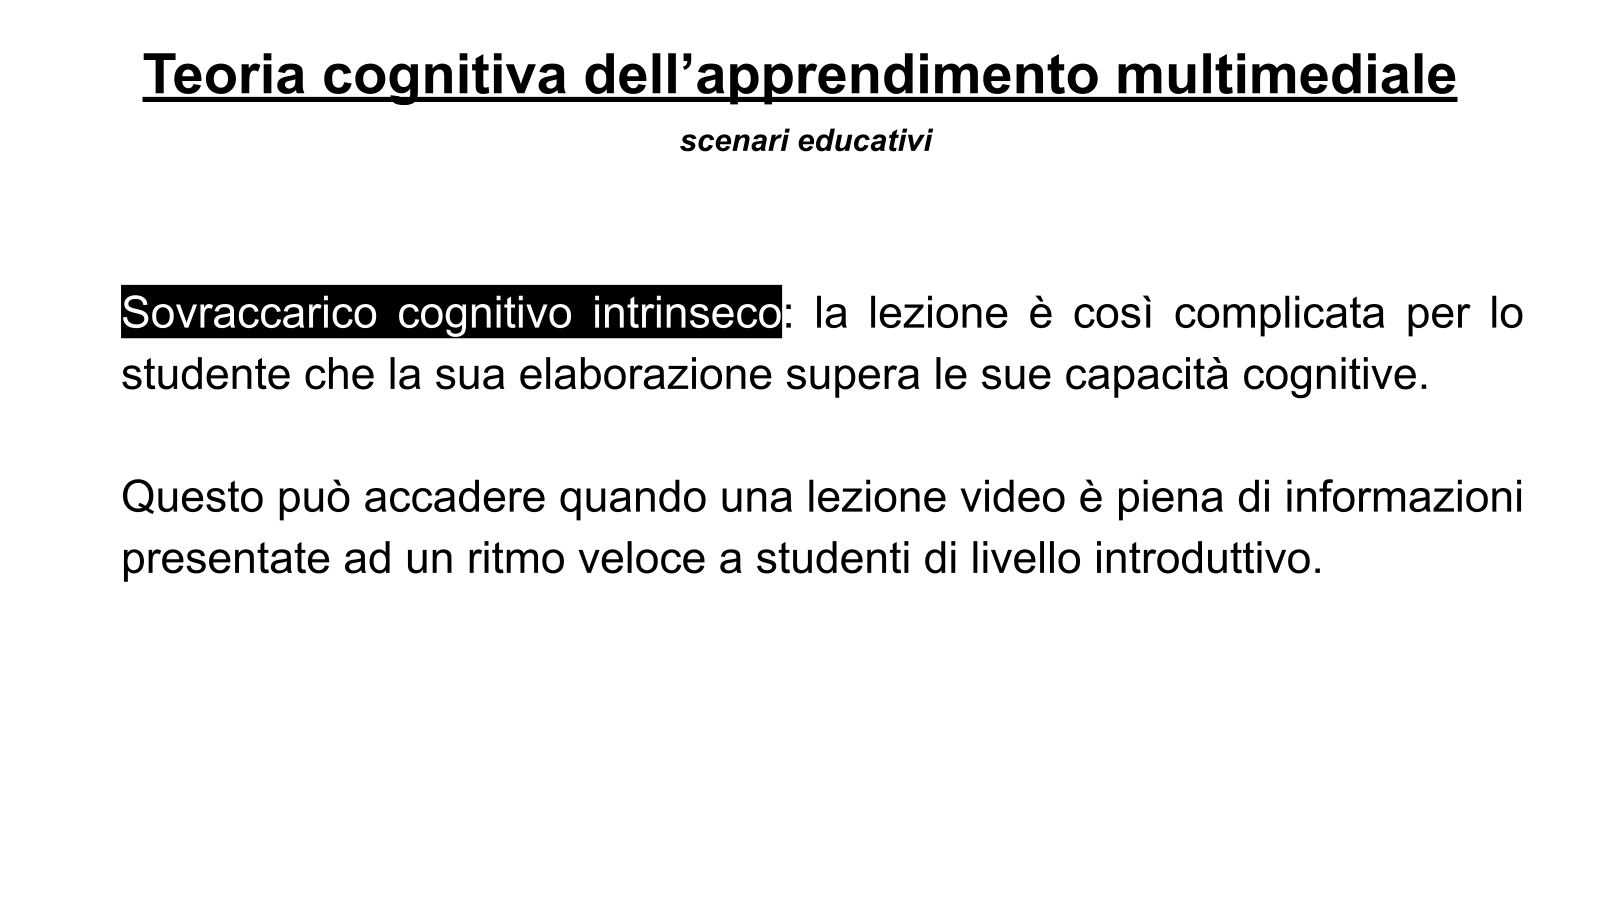 Teoria cognitiva dell’apprendimento multimediale
scenari educativi
Sovraccarico cognitivo intrinseco: la lezione è così complicata per lo
studente che la sua elaborazione supera le sue capacità cognitive.
Questo può accadere quando una lezione video è piena di informazioni
presentate ad un ritmo veloce a studenti di livello introduttivo.